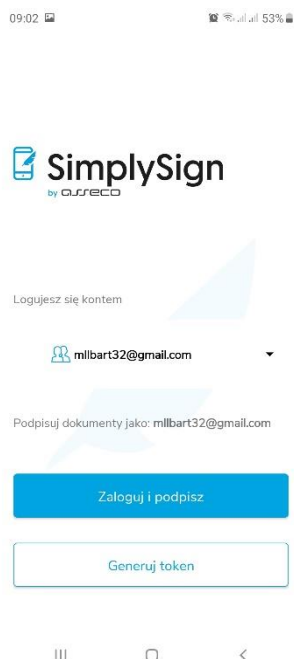 09:02 53%
SimplySign
by asseco
Logujesz się kontem
mllbart32@gmail.com
Podpisuj dokumenty jako: mllbart32@gmail.com
Zaloguj i podpisz
Generuj token